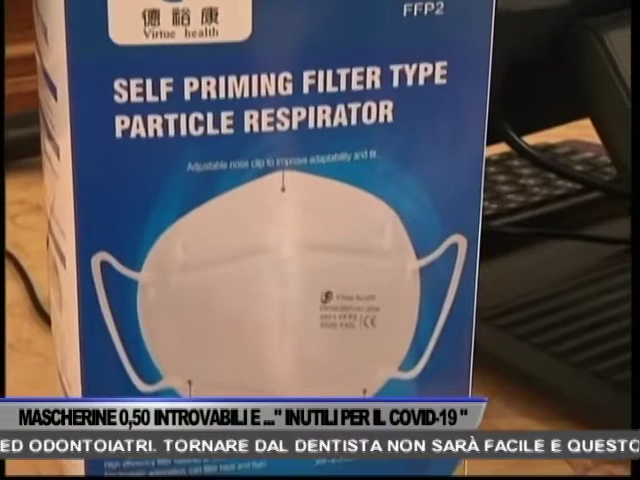 德裕康
Virtue health
FFP2
SELF PRIMING FILTER TYPE
PARTICLE RESPIRATOR
Adjustable nose clip to improve adaptability and fit
MASCHERINE 0,50 INTROVABILI E ..." INUTILI PER IL COVID-19 "
ED ODONTOIATRI. TORNARE DAL DENTISTA NON SARÀ FACILE E QUESTO